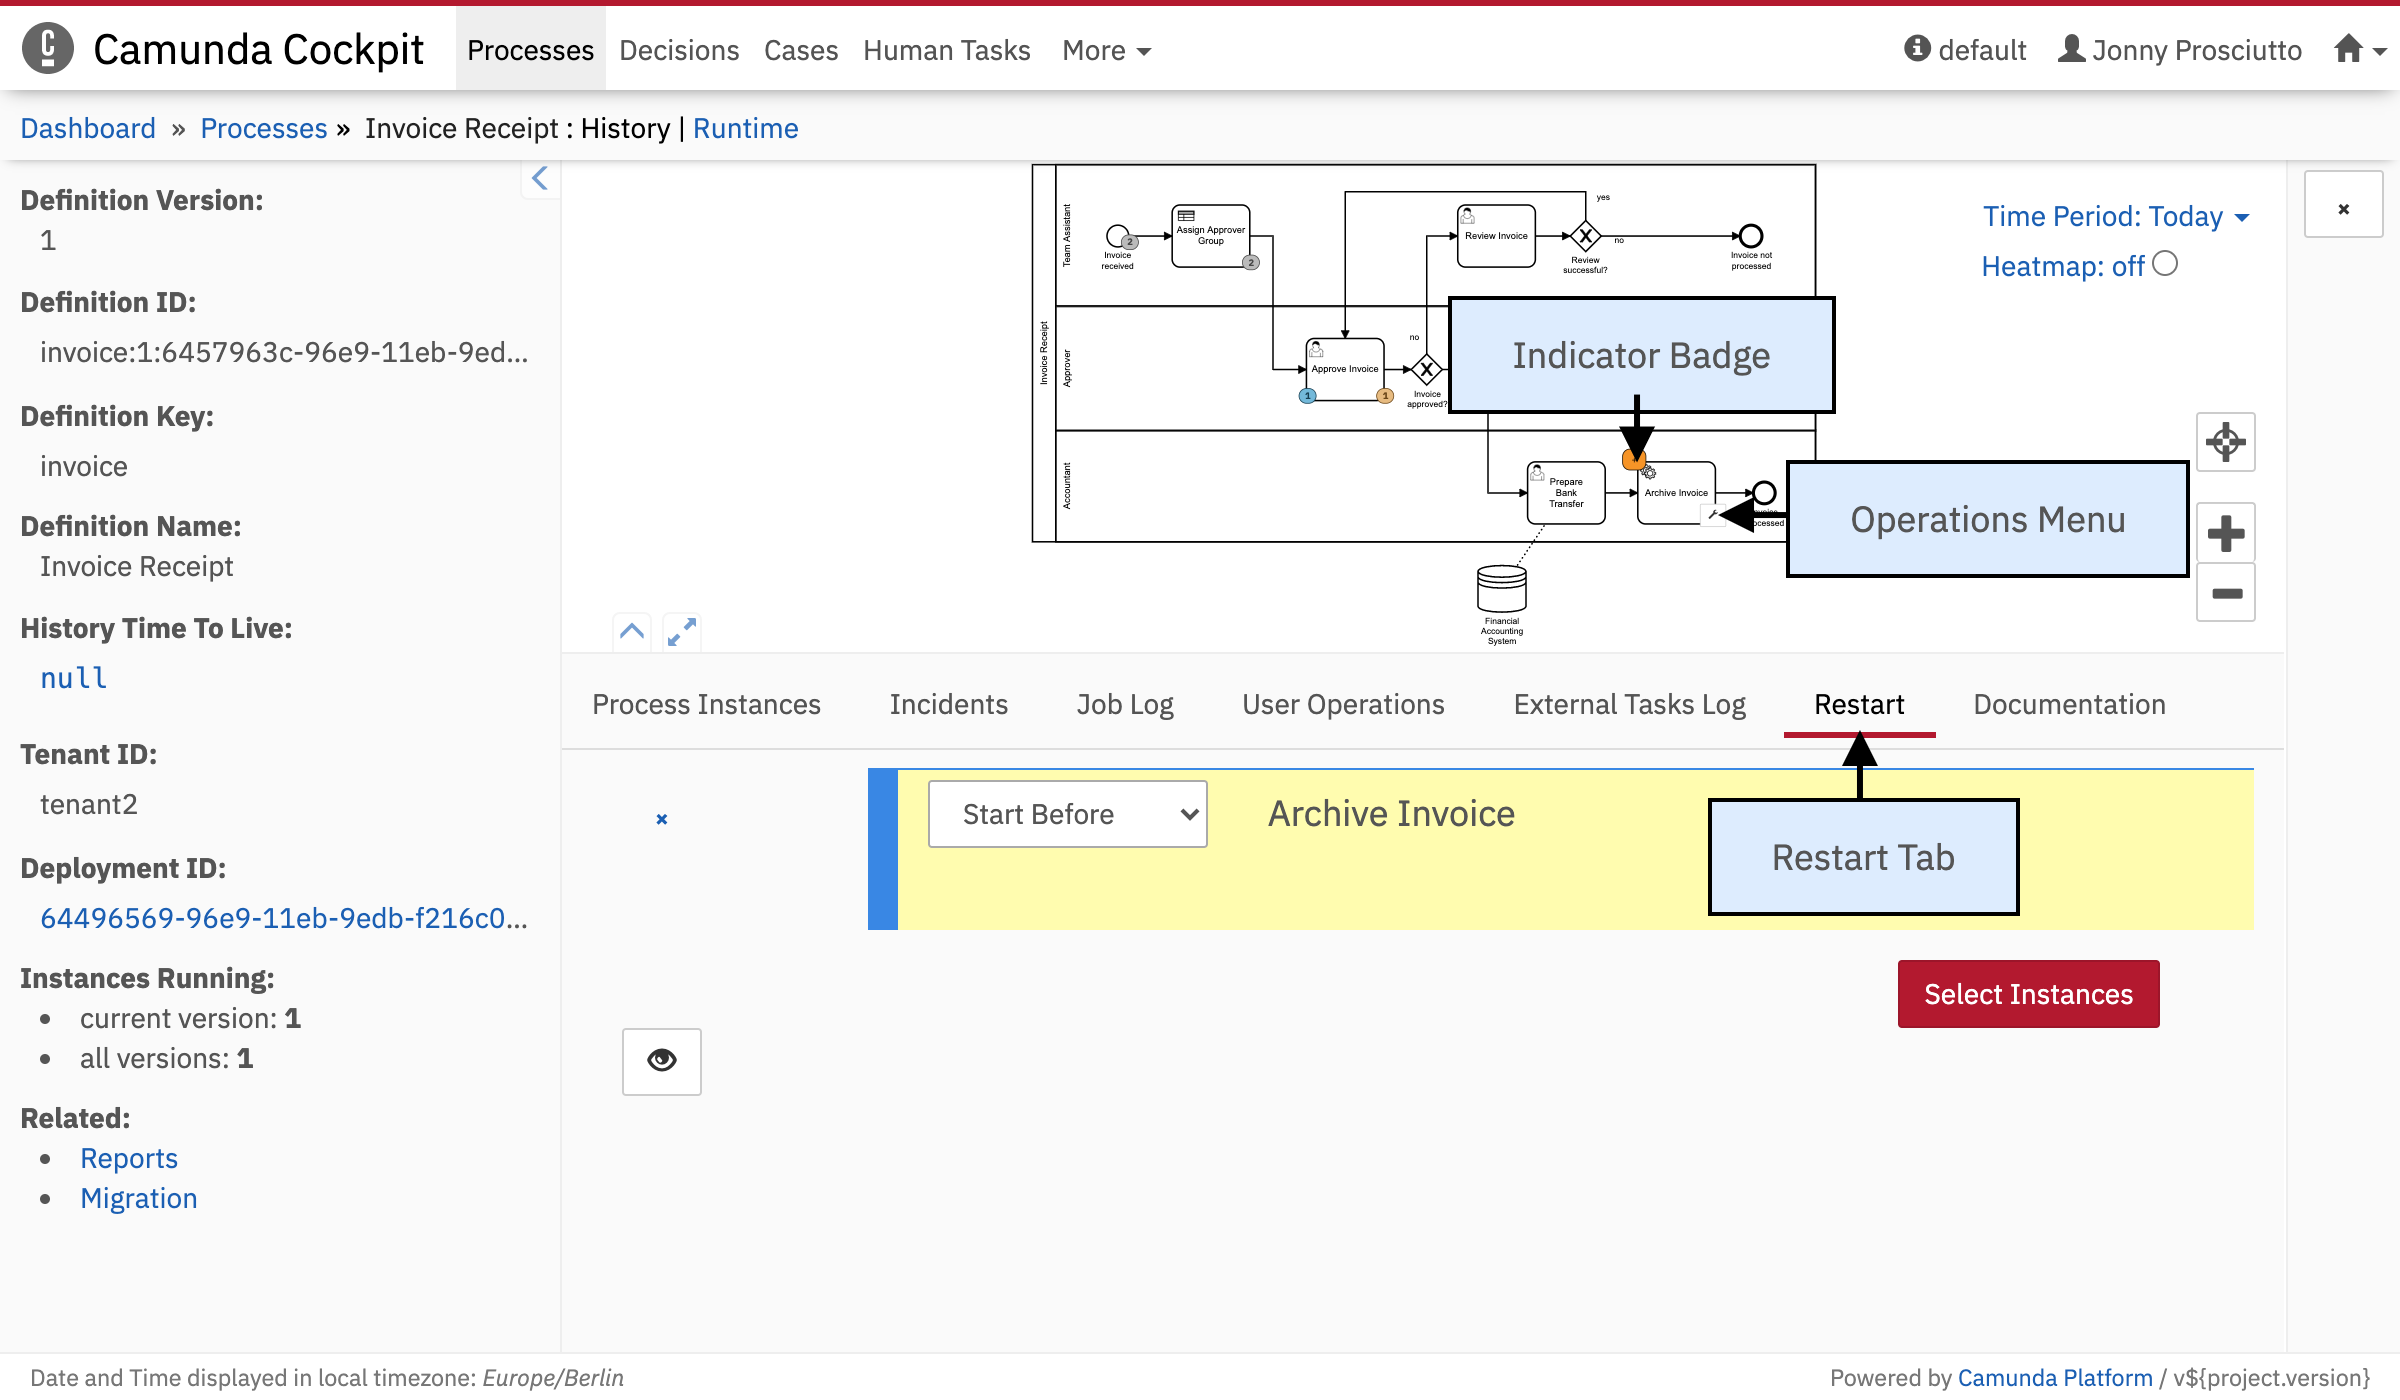 Camunda Cockpit Processes Decisions Cases Human Tasks More default Jonny Prosciutto
Dashboard » Processes » Invoice Receipt : History | Runtime
Definition Version:
1
Definition ID:
invoice:1:6457963c-96e9-11eb-9ed...
Definition Key:
invoice
Definition Name:
Invoice Receipt
History Time To Live:
null
Tenant ID:
tenant2
Deployment ID:
64496569-96e9-11eb-9edb-f216c0...
Instances Running:
current version: 1
all versions: 1
Related:
Reports
Migration
Invoice Receipt
Team Assistant
Approver
Accountant
2
Invoice
received
Assign Approver
Group
2
Review Invoice
yes
no
Review
successful?
Invoice not
processed
Approve Invoice
1
1
no
Invoice
approved?
Prepare
Bank
Transfer
Archive Invoice
Financial
Accounting
System
Indicator Badge
Operations Menu
Time Period: Today
Heatmap: off
Process Instances Incidents Job Log User Operations External Tasks Log Restart Documentation
Start Before Archive Invoice
Restart Tab
Select Instances
Date and Time displayed in local timezone: Europe/Berlin
Powered by Camunda Platform / v${project.version}